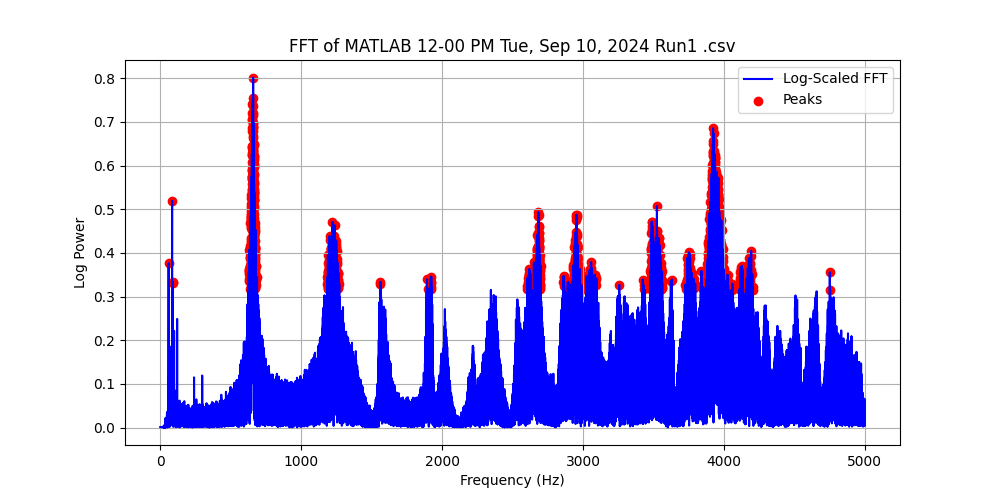 FFT of MATLAB 12-00 PM Tue, Sep 10, 2024 Run1 .csv
Log-Scaled FFT
Peaks
Log Power
0.8
0.7
0.6
0.5
0.4
0.3
0.2
0.1
0.0
0 1000 2000 3000 4000 5000
Frequency (Hz)